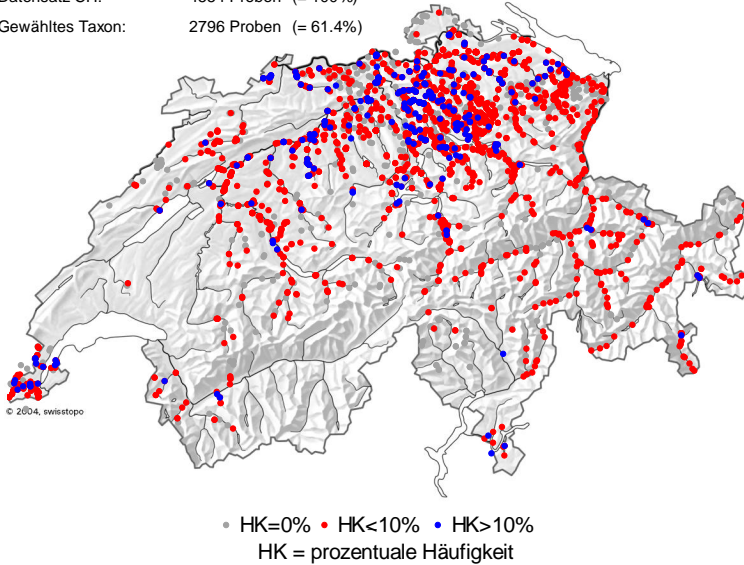 Gewähltes Taxon: 2796 Proben (= 61.4%)
© 2004, swisstopo
HK=0% HK<10% HK>10%
HK = prozentuale Häufigkeit